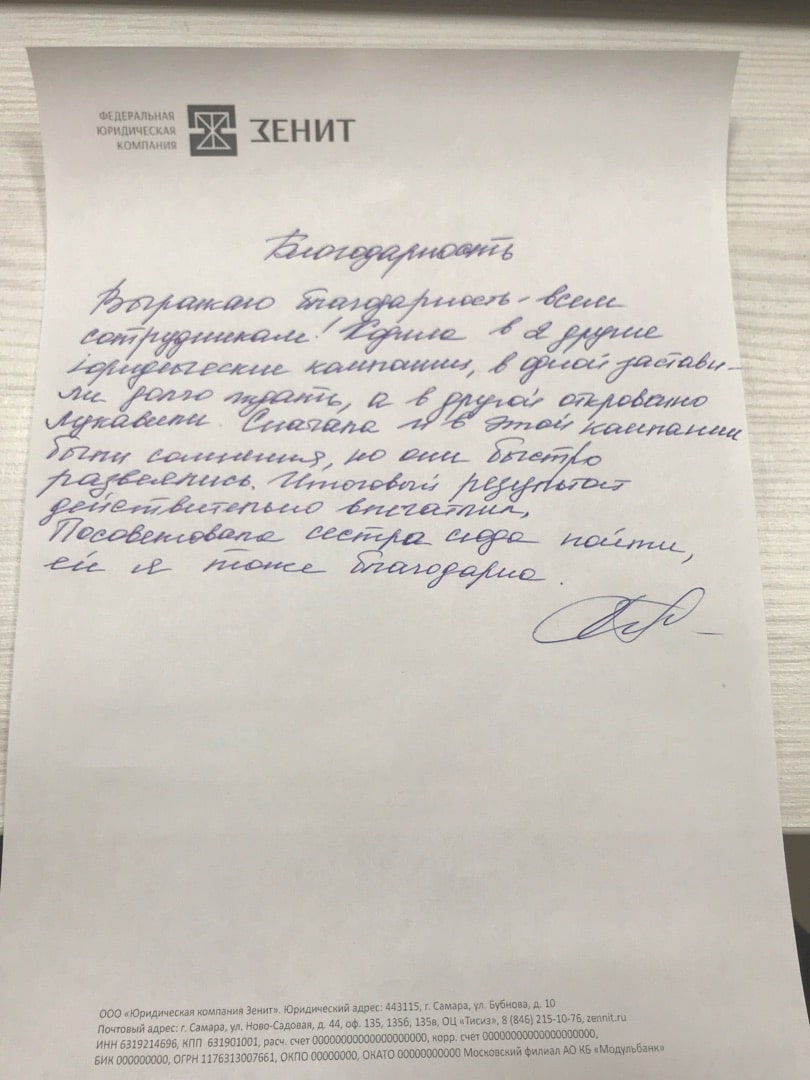 ФЕДЕРАЛЬНАЯ
ЮРИДИЧЕСКАЯ
КОМПАНИЯ
ЗЕНИТ
Благодарность
Выражаю благодарность всем
сотрудникам! Ходила в 2 другие
юридические компании, в одной застави-
ли долго ждать, а в другой откровенно
лукавили. Сначала и в этой компании
были сомнения, но они быстро
развеялись. Итоговый результат
действительно впечатлил,
Посоветовала сестра сюда пойти,
ей я тоже благодарна.
ООО «Юридическая компания Зенит». Юридический адрес: 443115, г. Самара, ул. Бубнова, д. 10
Почтовый адрес: г. Самара, ул. Ново-Садовая, д. 44, оф. 135, 135б, 135в, ОЦ «Тисиз», 8 (846) 215-10-76, zennit.ru
ИНН 6319214696, КПП 631901001, расч. счет 00000000000000000000, корр. счет 00000000000000000000,
БИК 000000000, ОГРН 1176313007661, ОКПО 00000000, ОКАТО 00000000000 Московский филиал АО КБ «Модульбанк»